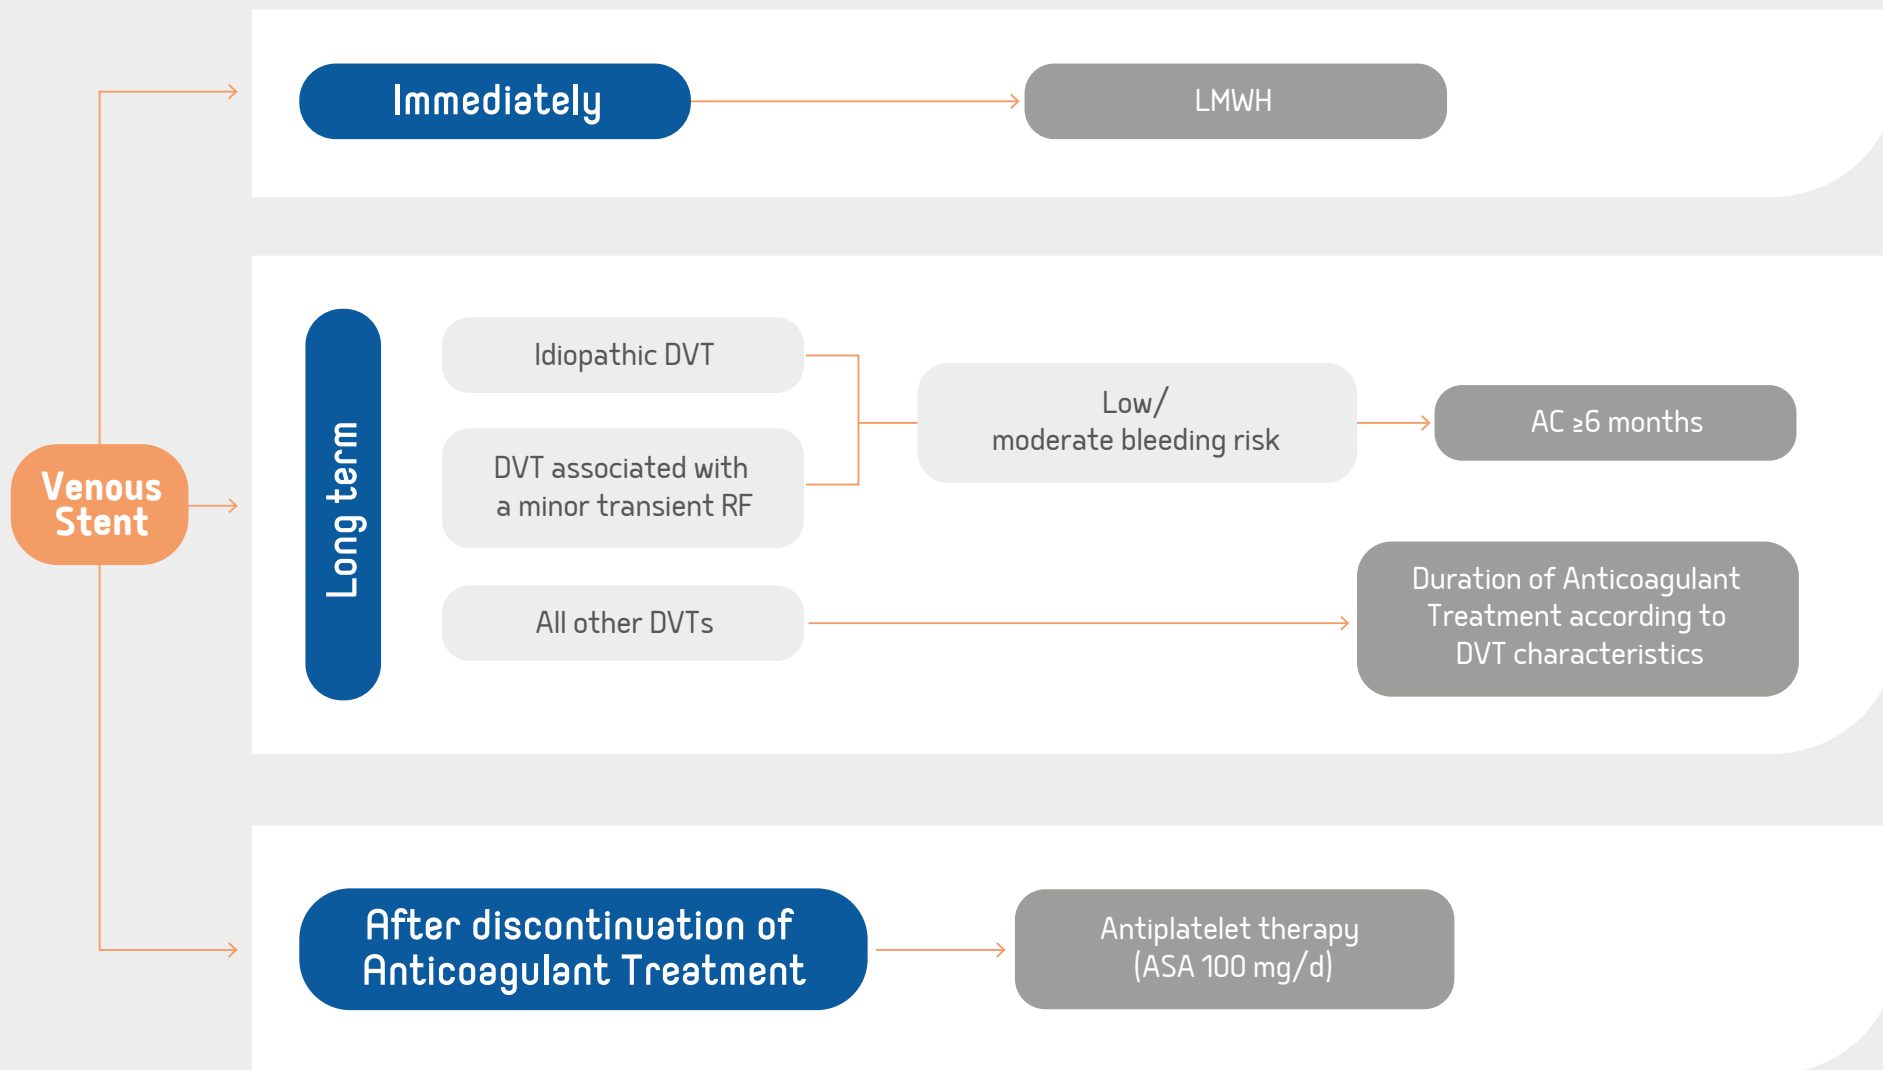 Immediately
LMWH
Venous
Stent
Long term
Idiopathic DVT
DVT associated with
a minor transient RF
Low/
moderate bleeding risk
AC ≥6 months
All other DVTs
Duration of Anticoagulant
Treatment according to
DVT characteristics
After discontinuation of
Anticoagulant Treatment
Antiplatelet therapy
(ASA 100 mg/d)